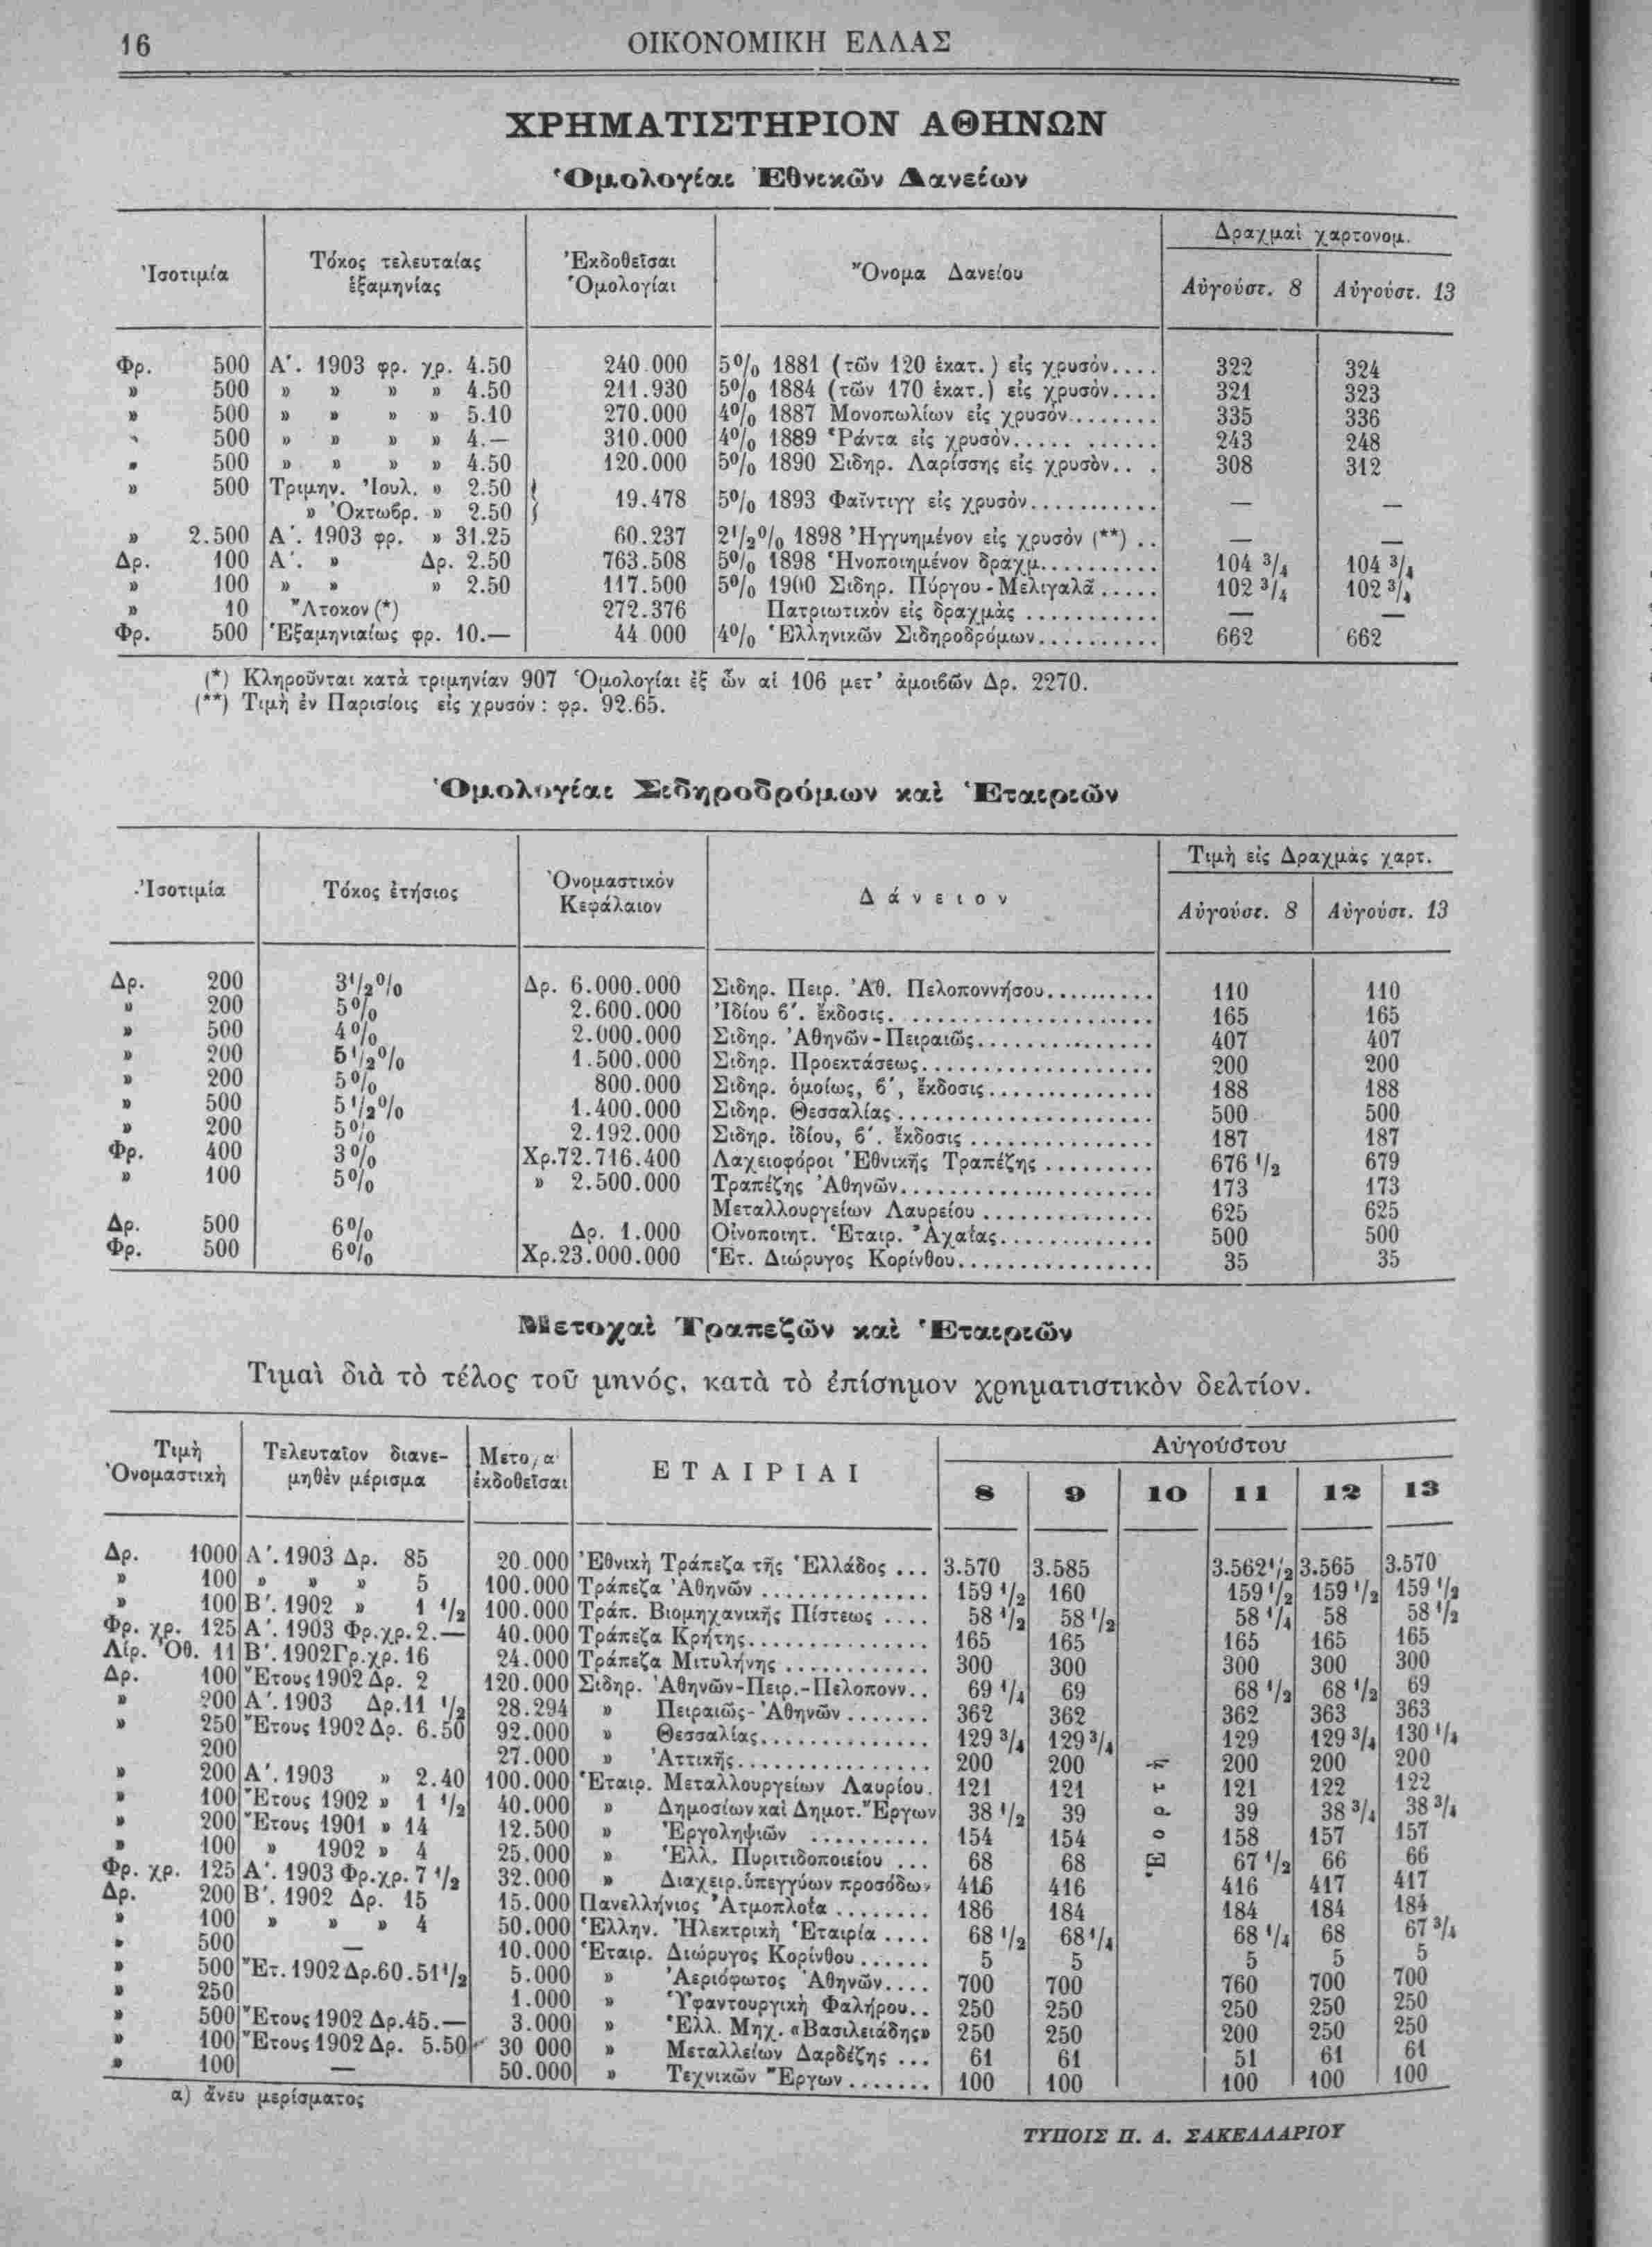 16 ΟΙΚΟΝΟΜΙΚΗ ΕΛΛΑΣ
ΧΡΗΜΑΤΙΣΤΗΡΙΟΝ ΑΘΗΝΩΝ
Ὁμολογίαι Ἐθνικῶν Δανείων
Ἰσοτιμία | Τόκος τελευταίας ἑξαμηνίας | Ἐκδοθεῖσαι Ὁμολογίαι | Ὄνομα Δανείου | Δραχμαὶ χαρτονομ.
Αὐγούστ. 8 | Αὐγούστ. 13
Φρ. 500 Α΄. 1903 φρ. χρ. 4.50 240.000 5% 1881 (τῶν 120 ἑκατ.) εἰς χρυσόν.... 322 324
» 500 » » » » 4.50 211.930 5% 1884 (τῶν 170 ἑκατ.) εἰς χρυσόν.... 321 323
» 500 » » » » 5.10 270.000 4% 1887 Μονοπωλίων εἰς χρυσόν........ 335 336
» 500 » » » » 4.— 310.000 4% 1889 Ῥάντα εἰς χρυσόν..... ...... 243 248
» 500 » » » » 4.50 120.000 5% 1890 Σιδηρ. Λαρίσσης εἰς χρυσὸν.. . 308 312
» 500 Τριμην. Ἰουλ. » 2.50
» Ὀκτωβρ. » 2.50 19.478 5% 1893 Φαῖντιγγ εἰς χρυσόν........... — —
» 2.500 Α΄. 1903 φρ. » 31.25 60.237 2 1/2% 1898 Ἠγγυημένον εἰς χρυσόν (**) .. — —
Δρ. 100 Α΄. » Δρ. 2.50 763.508 5% 1898 Ἡνοποιημένον δραχμ.......... 104 3/4 104 3/4
» 100 » » » 2.50 117.500 5% 1900 Σιδηρ. Πύργου - Μελιγαλᾶ ..... 102 3/4 102 3/4
» 10 Ἄτοκον (*) 272.376 Πατριωτικὸν εἰς δραχμὰς ........... — —
Φρ. 500 Ἑξαμηνιαίως φρ. 10.— 44 000 4% Ἑλληνικῶν Σιδηροδρόμων.......... 662 662
(*) Κληροῦνται κατὰ τριμηνίαν 907 Ὁμολογίαι ἐξ ὧν αἱ 106 μετ' ἀμοιβῶν Δρ. 2270.
(**) Τιμὴ ἐν Παρισίοις εἰς χρυσόν : φρ. 92.65.
Ὁμολογίαι Σιδηροδρόμων καὶ Ἑταιριῶν
Ἰσοτιμία | Τόκος ἐτήσιος | Ὀνομαστικόν Κεφάλαιον | Δάνειον | Τιμὴ εἰς Δραχμὰς χαρτ.
Αὐγούστ. 8 | Αὐγούστ. 13
Δρ. 200 3 1/2% Δρ. 6.000.000 Σιδηρ. Πειρ. Ἀθ. Πελοποννήσου.......... 110 110
» 200 5% 2.600.000 Ἰδίου β΄. ἔκδοσις...................... 165 165
» 500 4% 2.000.000 Σιδηρ. Ἀθηνῶν - Πειραιῶς............... 407 407
» 200 5 1/2% 1.500.000 Σιδηρ. Προεκτάσεως.................... 200 200
» 200 5% 800.000 Σιδηρ. ὁμοίως, β΄, ἔκδοσις.............. 188 188
» 500 5 1/2% 1.400.000 Σιδηρ. Θεσσαλίας...................... 500 500
» 200 5% 2.192.000 Σιδηρ. ἰδίου, β΄. ἔκδοσις ............... 187 187
Φρ. 400 3% Χρ.72.716.400 Λαχειοφόροι Ἐθνικῆς Τραπέζης ......... 676 1/2 679
» 100 5% » 2.500.000 Τραπέζης Ἀθηνῶν...................... 173 173
Μεταλλουργείων Λαυρείου .............. 625 625
Δρ. 500 6% Δρ. 1.000 Οἰνοποιητ. Ἑταιρ. Ἀχαΐας............. 500 500
Φρ. 500 6% Χρ.23.000.000 Ἑτ. Διώρυγος Κορίνθου................. 35 35
Μετοχαὶ Τραπεζῶν καὶ Ἑταιριῶν
Τιμαὶ διὰ τὸ τέλος τοῦ μηνός, κατὰ τὸ ἐπίσημον χρηματιστικὸν δελτίον.
Τιμὴ Ὀνομαστικὴ | Τελευταῖον διανεμηθὲν μέρισμα | Μετοχαὶ ἐκδοθεῖσαι | ΕΤΑΙΡΙΑΙ | Αὐγούστου
8 | 9 | 10 | 11 | 12 | 13
Δρ. 1000 Α΄. 1903 Δρ. 85 20.000 Ἐθνικὴ Τράπεζα τῆς Ἑλλάδος ... 3.570 3.585 3.562 1/2 3.565 3.570
» 100 » » » 5 100.000 Τράπεζα Ἀθηνῶν .............. 159 1/2 160 159 1/2 159 1/2 159 1/2
» 100 Β΄. 1902 » 1 1/2 100.000 Τράπ. Βιομηχανικῆς Πίστεως .... 58 1/2 58 1/2 58 1/4 58 58 1/2
Φρ. χρ. 125 Α΄. 1903 Φρ.χρ. 2.— 40.000 Τράπεζα Κρήτης............... 165 165 165 165 165
Λίρ. Ὀθ. 11 Β΄. 1902 Γρ.χρ. 16 24.000 Τράπεζα Μιτυλήνης ............ 300 300 300 300 300
Δρ. 100 Ἔτους 1902 Δρ. 2 120.000 Σιδηρ. Ἀθηνῶν-Πειρ.-Πελοπονν.. 69 1/4 69 68 1/2 68 1/2 69
» 200 Α΄. 1903 Δρ. 11 1/2 28.294 » Πειραιῶς - Ἀθηνῶν ....... 362 362 362 363 363
» 250 Ἔτους 1902 Δρ. 6.50 92.000 » Θεσσαλίας.............. 129 3/4 129 3/4 129 129 3/4 130 1/4
200 27.000 » Ἀττικῆς................ 200 200 200 200 200
» 200 Α΄. 1903 » 2.40 100.000 Ἑταιρ. Μεταλλουργείων Λαυρίου. 121 121 121 122 122
» 100 Ἔτους 1902 » 1 1/2 40.000 » Δημοσίων καὶ Δημοτ. Ἔργων 38 1/2 39 39 38 3/4 38 3/4
» 200 Ἔτους 1901 » 14 12.500 » Ἐργοληψιῶν .......... 154 154 158 157 157
» 100 » 1902 » 4 25.000 » Ἑλλ. Πυριτιδοποιείου ... 68 68 67 1/2 66 66
Φρ. χρ. 125 Α΄. 1903 Φρ.χρ. 7 1/2 32.000 » Διαχειρ. ὑπεγγύων προσόδων 416 416 416 417 417
Δρ. 200 Β΄. 1902 Δρ. 15 15.000 Πανελλήνιος Ἀτμοπλοΐα ........ 186 184 184 184 184
» 100 » » » 4 50.000 Ἑλλην. Ἠλεκτρικὴ Ἑταιρία .... 68 1/2 68 1/4 68 1/4 68 67 3/4
» 500 — 10.000 Ἑταιρ. Διώρυγος Κορίνθου...... 5 5 5 5 5
» 500 Ἔτ. 1902 Δρ. 60.51 1/2 5.000 » Ἀεριόφωτος Ἀθηνῶν.... 700 700 760 700 700
» 250 1.000 » Ὑφαντουργικὴ Φαλήρου.. 250 250 250 250 250
» 500 Ἔτους 1902 Δρ. 45.— 3.000 » Ἑλλ. Μηχ. «Βασιλειάδης» 250 250 200 250 250
» 100 Ἔτους 1902 Δρ. 5.50 30 000 » Μεταλλείων Δαρδέζης ... 61 61 51 61 61
» 100 — 50.000 » Τεχνικῶν Ἔργων....... 100 100 100 100 100
Ἑορτὴ
α) ἄνευ μερίσματος
ΤΥΠΟΙΣ Π. Δ. ΣΑΚΕΛΛΑΡΙΟΥ